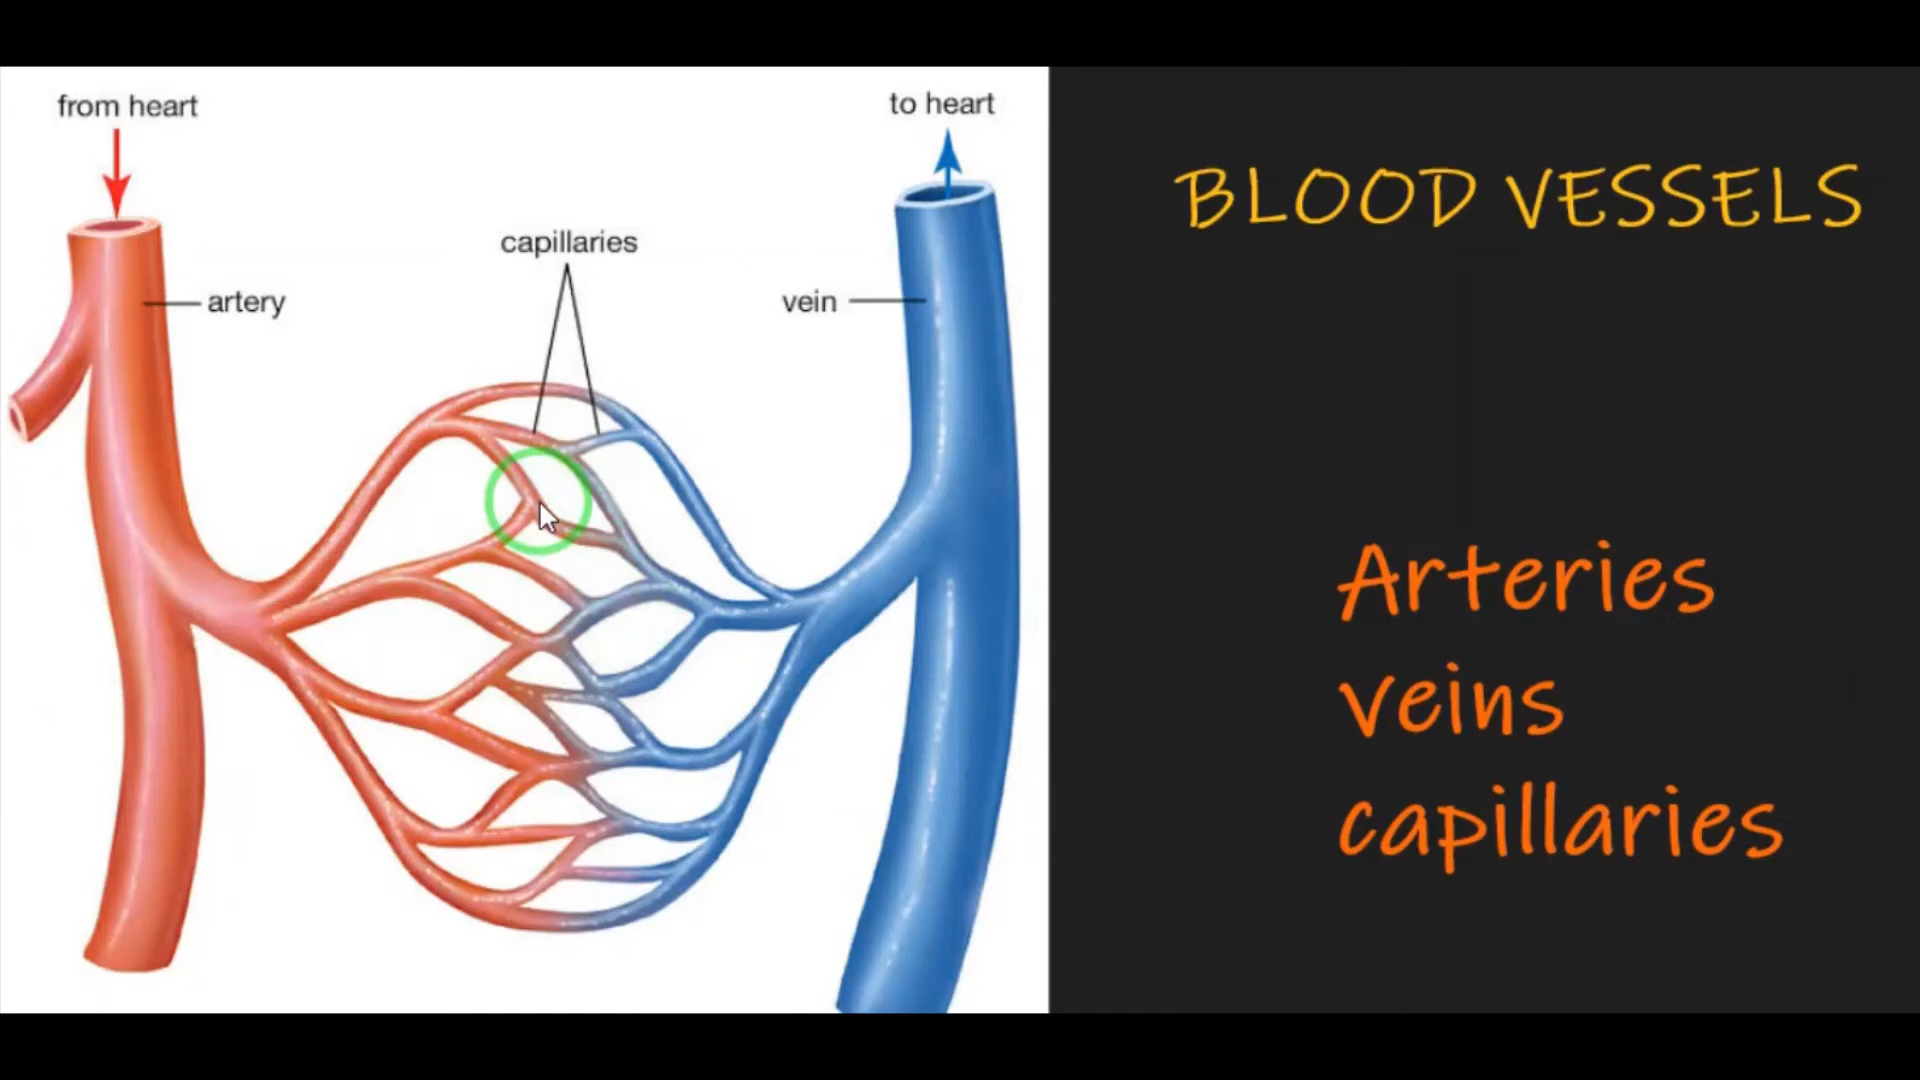 from heart
to heart
capillaries
artery
vein
BLOOD VESSELS
Arteries
veins
capillaries